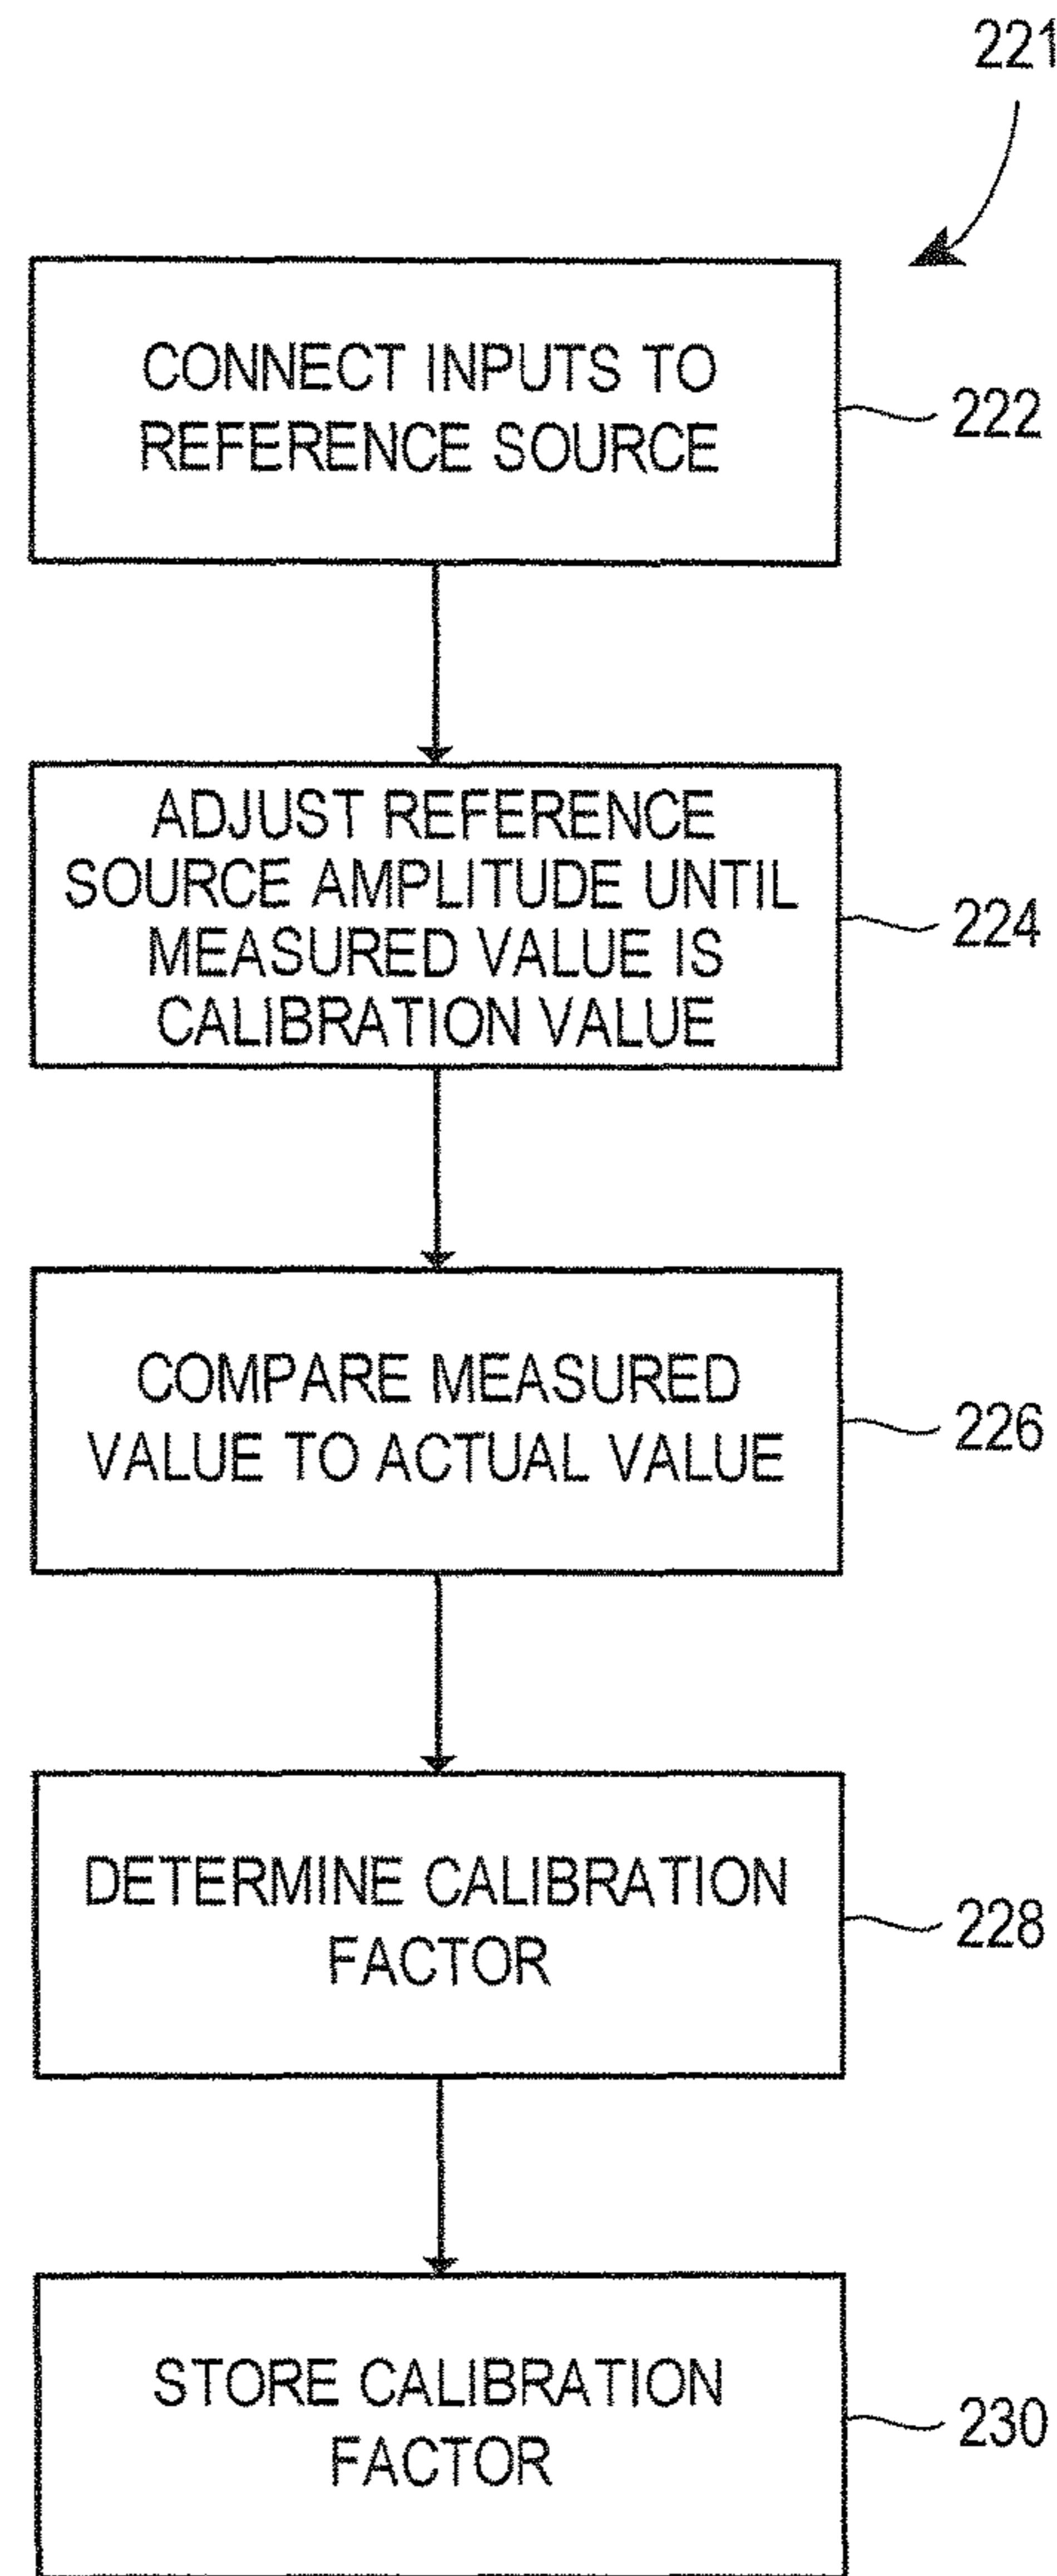 221
CONNECT INPUTS TO
REFERENCE SOURCE
222
ADJUST REFERENCE
SOURCE AMPLITUDE UNTIL
MEASURED VALUE IS
CALIBRATION VALUE
224
COMPARE MEASURED
VALUE TO ACTUAL VALUE
226
DETERMINE CALIBRATION
FACTOR
228
STORE CALIBRATION
FACTOR
230